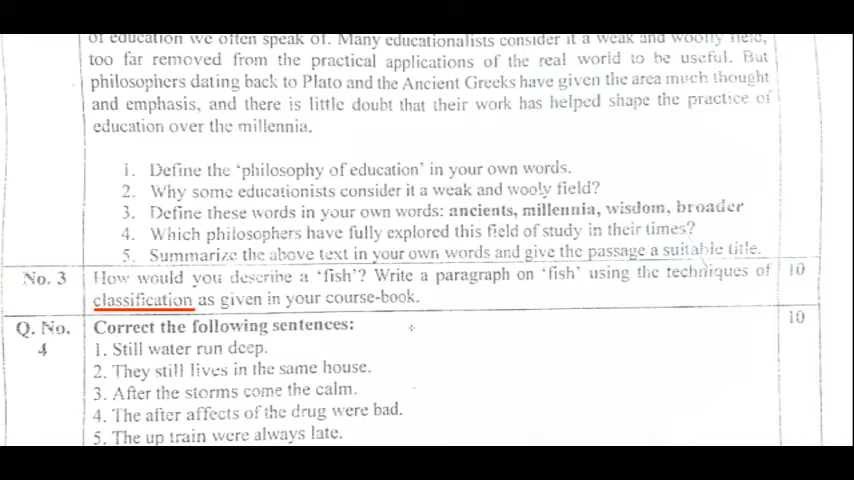 of education we often speak of. Many educationalists consider it a weak and woolly field,
too far removed from the practical applications of the real world to be useful. But
philosophers dating back to Plato and the Ancient Greeks have given the area much thought
and emphasis, and there is little doubt that their work has helped shape the practice of
education over the millennia.
1. Define the 'philosophy of education' in your own words.
2. Why some educationists consider it a weak and wooly field?
3. Define these words in your own words: ancients, millennia, wisdom, broader
4. Which philosophers have fully explored this field of study in their times?
5. Summarize the above text in your own words and give the passage a suitable title.
No. 3 How would you describe a 'fish'? Write a paragraph on 'fish' using the techniques of 10
classification as given in your course-book.
Q. No. Correct the following sentences: 10
4 1. Still water run deep.
2. They still lives in the same house.
3. After the storms come the calm.
4. The after affects of the drug were bad.
5. The up train were always late.